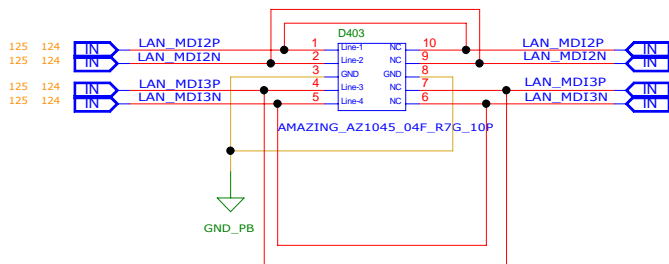 D403
125 124 IN LAN_MDI2P 1 Line-1 NC 10 LAN_MDI2P IN
125 124 IN LAN_MDI2N 2 Line-2 NC 9 LAN_MDI2N IN
3 GND GND 8
125 124 IN LAN_MDI3P 4 Line-3 NC 7 LAN_MDI3P IN
125 124 IN LAN_MDI3N 5 Line-4 NC 6 LAN_MDI3N IN
AMAZING_AZ1045_04F_R7G_10P
GND_PB